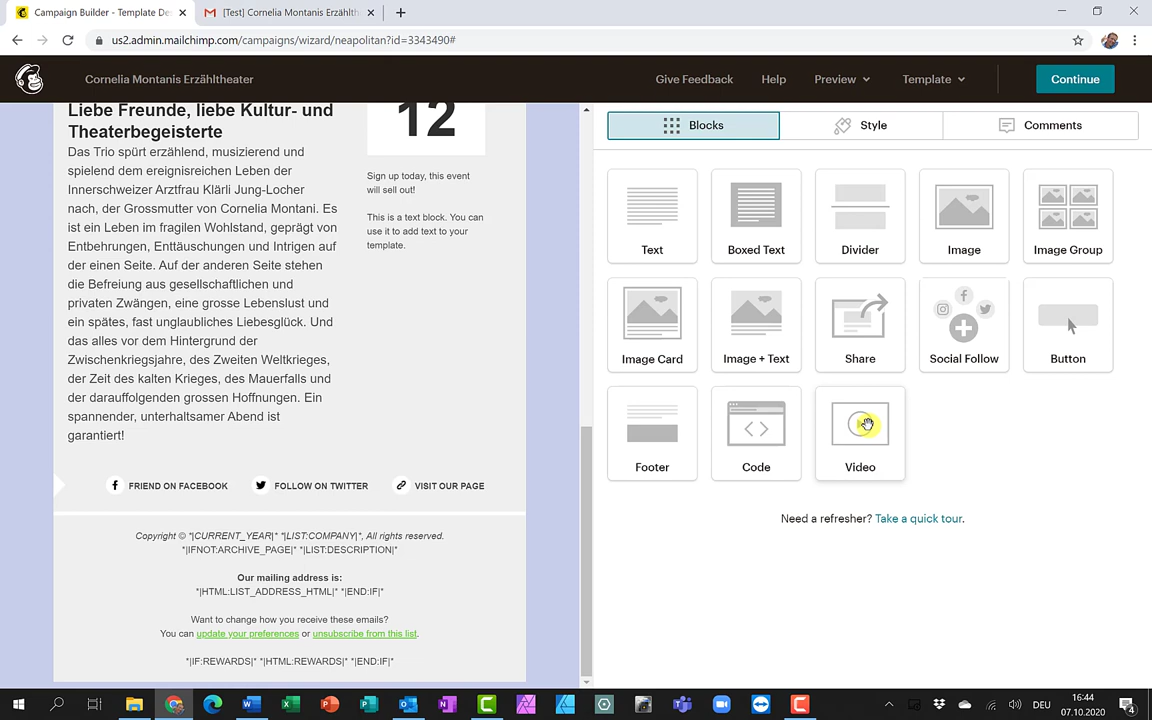 Campaign Builder - Template De
[Test] Cornelia Montanis Erzählth
us2.admin.mailchimp.com/campaigns/wizard/neapolitan?id=3343490#
Cornelia Montanis Erzähltheater
Give Feedback
Help
Preview
Template
Continue
Liebe Freunde, liebe Kultur- und
Theaterbegeisterte
Das Trio spürt erzählend, musizierend und
spielend dem ereignisreichen Leben der
Innerschweizer Arztfrau Klärli Jung-Locher
nach, der Grossmutter von Cornelia Montani. Es
ist ein Leben im fragilen Wohlstand, geprägt von
Entbehrungen, Enttäuschungen und Intrigen auf
der einen Seite. Auf der anderen Seite stehen
die Befreiung aus gesellschaftlichen und
privaten Zwängen, eine grosse Lebenslust und
ein spätes, fast unglaubliches Liebesglück. Und
das alles vor dem Hintergrund der
Zwischenkriegsjahre, des Zweiten Weltkrieges,
der Zeit des kalten Krieges, des Mauerfalls und
der darauffolgenden grossen Hoffnungen. Ein
spannender, unterhaltsamer Abend ist
garantiert!
12
Sign up today, this event
will sell out!
This is a text block. You can
use it to add text to your
template.
FRIEND ON FACEBOOK
FOLLOW ON TWITTER
VISIT OUR PAGE
Copyright © *|CURRENT_YEAR|* *|LIST:COMPANY|*, All rights reserved.
*|IFNOT:ARCHIVE_PAGE|* *|LIST:DESCRIPTION|*
Our mailing address is:
*|HTML:LIST_ADDRESS_HTML|* *|END:IF|*
Want to change how you receive these emails?
You can update your preferences or unsubscribe from this list.
*|IF:REWARDS|* *|HTML:REWARDS|* *|END:IF|*
Blocks
Style
Comments
Text
Boxed Text
Divider
Image
Image Group
Image Card
Image + Text
Share
Social Follow
Button
Footer
Code
Video
Need a refresher? Take a quick tour.
DEU
16:44
07.10.2020
4